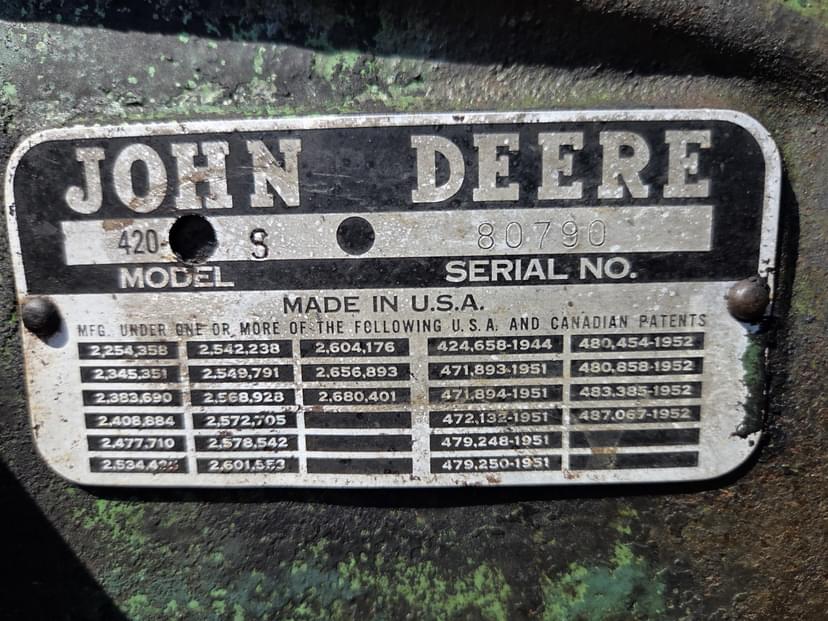 JOHN DEERE
420- S 80790
MODEL SERIAL NO.
MADE IN U.S.A.
MFG. UNDER ONE OR MORE OF THE FOLLOWING U.S.A. AND CANADIAN PATENTS
2,254,358 2,542,238 2,604,176 424,658-1944 480,454-1952
2,345,351 2,549,791 2,656,893 471,893-1951 480,858-1952
2,383,690 2,568,928 2,680,401 471,894-1951 483,385-1952
2,408,884 2,572,705 472,132-1951 487,067-1952
2,477,710 2,578,542 479,248-1951
2,601,553 479,250-1951